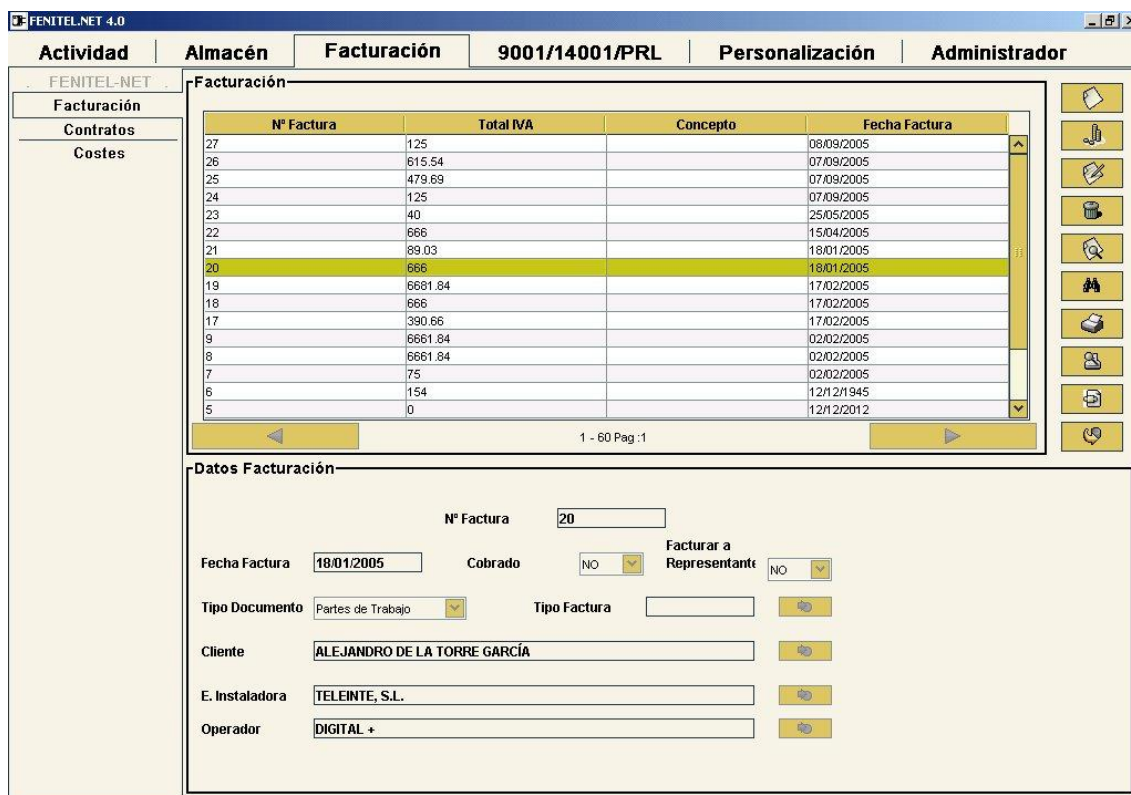 FENITEL.NET 4.0
Actividad Almacén Facturación 9001/14001/PRL Personalización Administrador
FENITEL-NET
Facturación
Contratos
Costes
Facturación
Nº Factura Total IVA Concepto Fecha Factura
27 125 08/09/2005
26 615.54 07/09/2005
25 479.69 07/09/2005
24 125 07/09/2005
23 40 25/05/2005
22 666 15/04/2005
21 89.03 18/01/2005
20 666 18/01/2005
19 6681.84 17/02/2005
18 666 17/02/2005
17 390.66 17/02/2005
9 6661.84 02/02/2005
8 6661.84 02/02/2005
7 75 02/02/2005
6 154 12/12/1945
5 0 12/12/2012
1 - 60 Pag :1
Datos Facturación
Nº Factura 20
Fecha Factura 18/01/2005 Cobrado NO Facturar a
Representante NO
Tipo Documento Partes de Trabajo Tipo Factura
Cliente ALEJANDRO DE LA TORRE GARCÍA
E. Instaladora TELEINTE, S.L.
Operador DIGITAL +